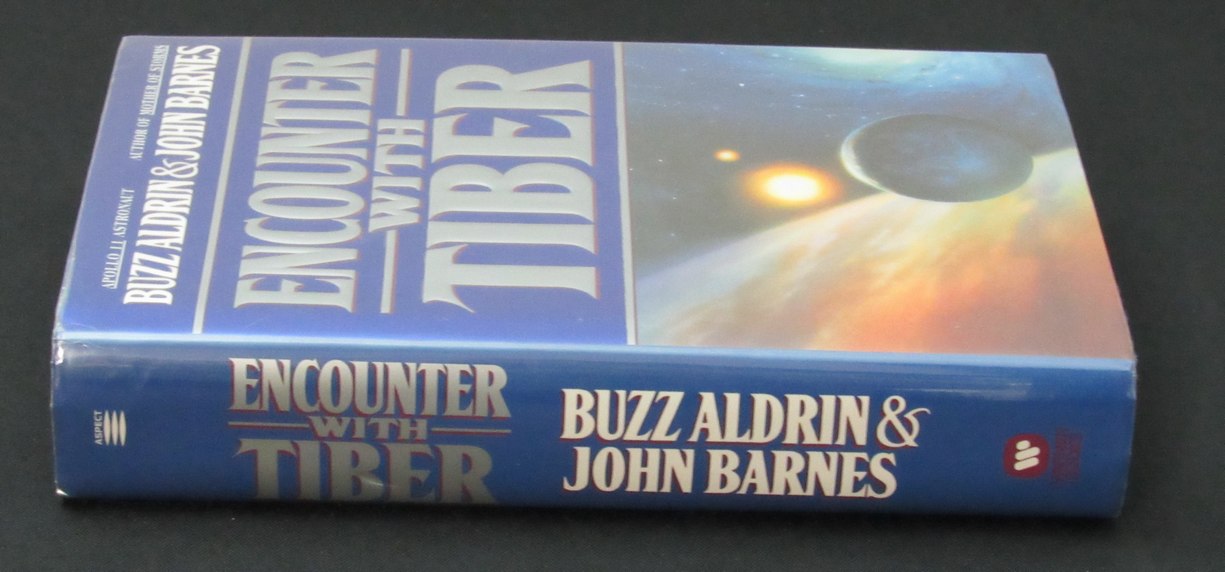 APOLLO 11 ASTRONAUT
AUTHOR OF MOTHER OF STORMS
BUZZ ALDRIN & JOHN BARNES
ENCOUNTER
WITH
TIBER
ASPECT
ENCOUNTER
WITH
TIBER
BUZZ ALDRIN &
JOHN BARNES